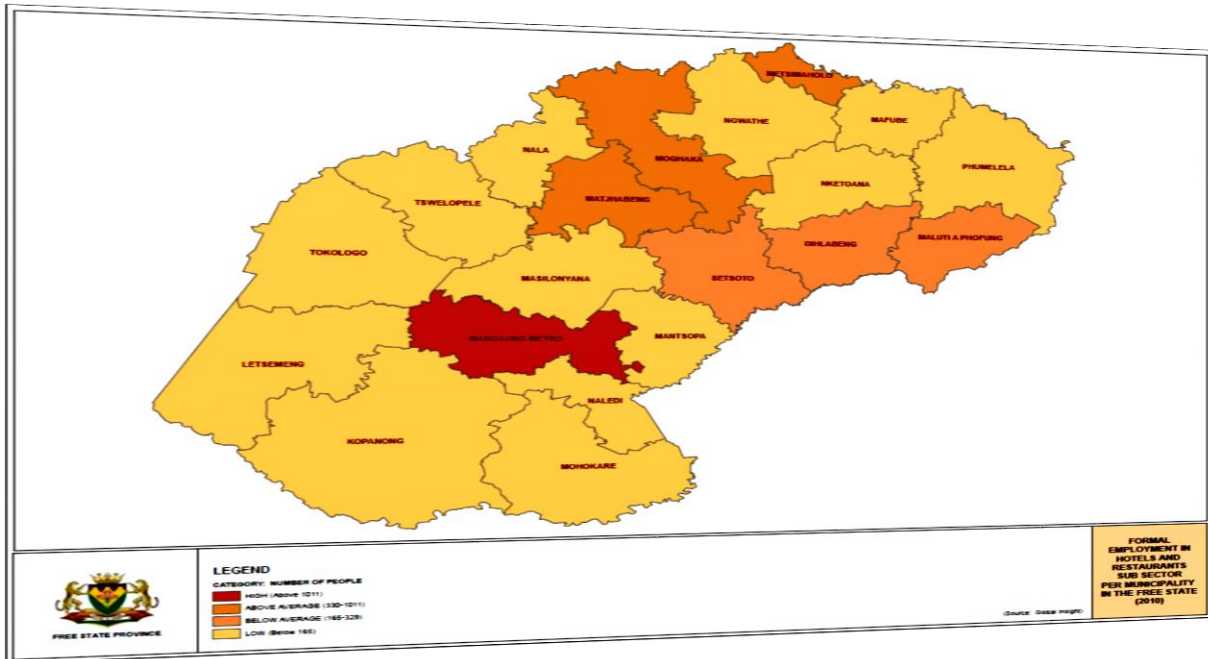 METSIMAHOLO
NGWATHE
MAFUBE
NALA
MOQHAKA
PHUMELELA
NKETOANA
MATJHABENG
TSWELOPELE
TOKOLOGO
DIHLABENG
MALUTI A PHOFUNG
MASILONYANA
SETSOTO
MANGAUNG METRO
MANTSOPA
LETSEMENG
NALEDI
KOPANONG
MOHOKARE
FREE STATE PROVINCE
LEGEND
CATEGORY: NUMBER OF PEOPLE
HIGH (Above 1011)
ABOVE AVERAGE (330-1011)
BELOW AVERAGE (165-329)
LOW (Below 165)
(Source: Global Insight)
FORMAL
EMPLOYMENT IN
HOTELS AND
RESTAURANTS
SUB SECTOR
PER MUNICIPALITY
IN THE FREE STATE
(2010)